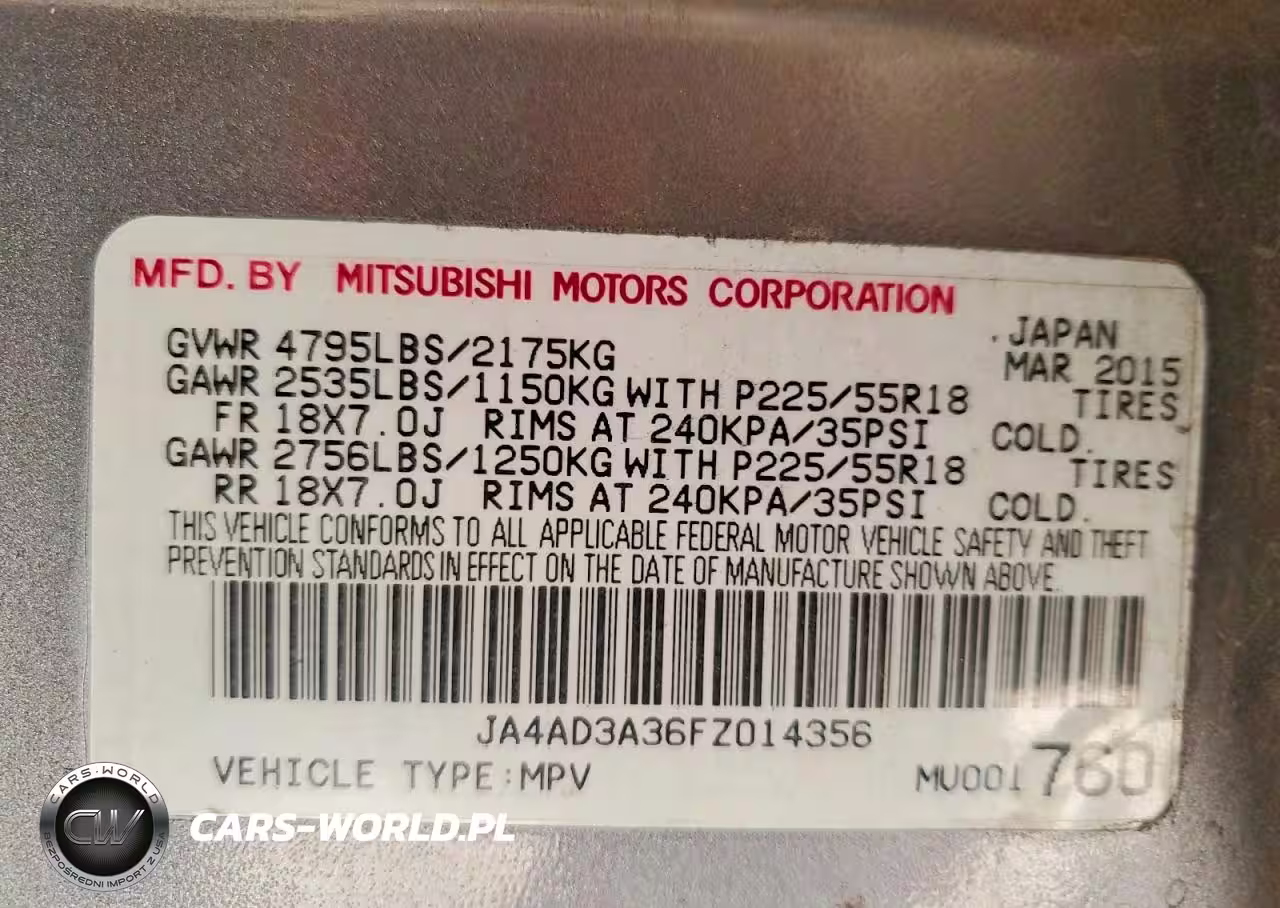 MFD. BY MITSUBISHI MOTORS CORPORATION
JAPAN
GVWR 4795LBS/2175KG MAR 2015
GAWR 2535LBS/1150KG WITH P225/55R18 TIRES
FR 18X7.0J RIMS AT 240KPA/35PSI COLD.
GAWR 2756LBS/1250KG WITH P225/55R18 TIRES
RR 18X7.0J RIMS AT 240KPA/35PSI COLD.
THIS VEHICLE CONFORMS TO ALL APPLICABLE FEDERAL MOTOR VEHICLE SAFETY AND THEFT
PREVENTION STANDARDS IN EFFECT ON THE DATE OF MANUFACTURE SHOWN ABOVE.
JA4AD3A36FZ014356
VEHICLE TYPE:MPV MU001 760
CARS-WORLD
CW
BEZPOŚREDNI IMPORT Z USA
CARS-WORLD.PL